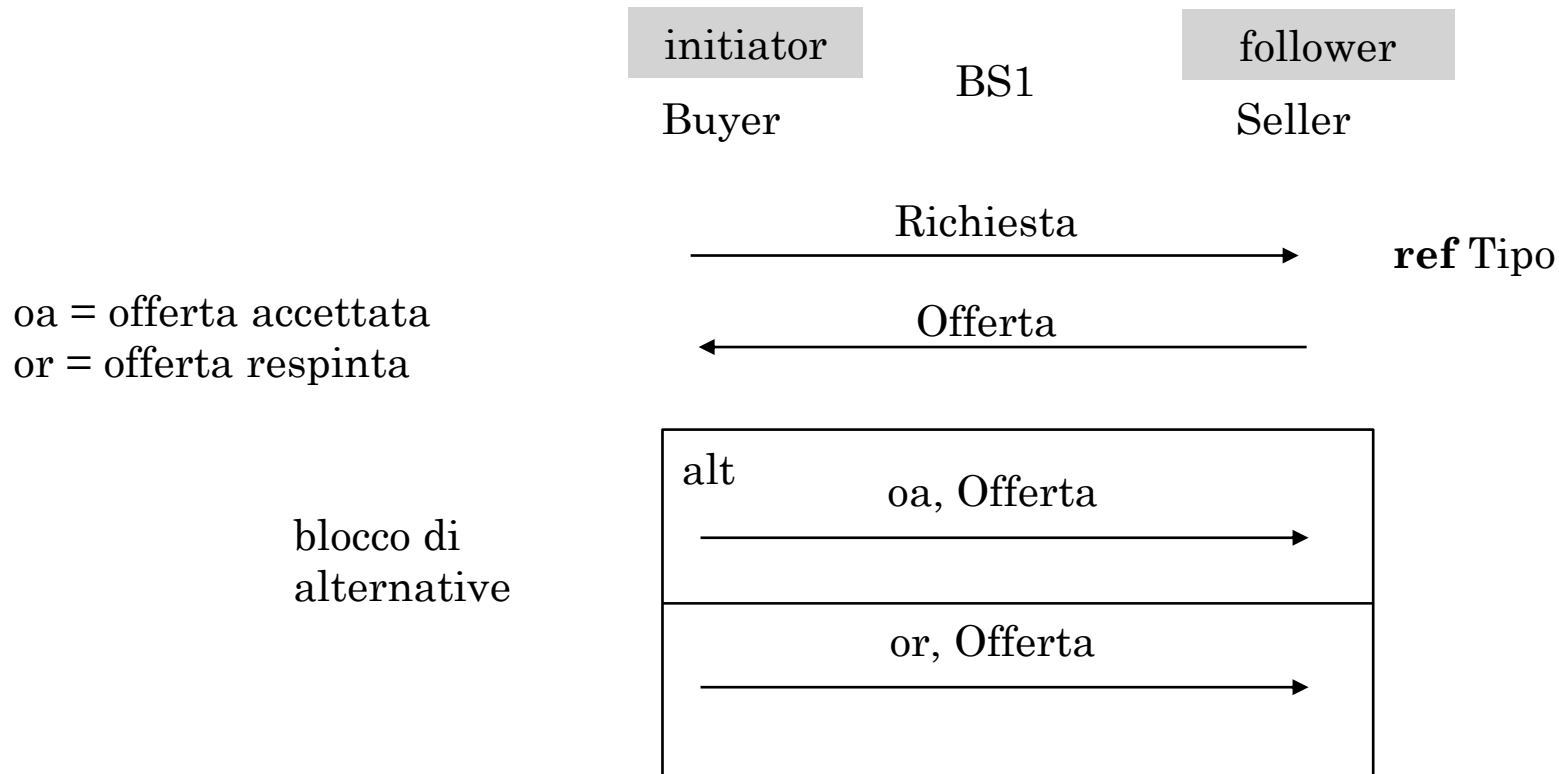 initiator
BS1
follower
Buyer
Seller
Richiesta
ref Tipo
oa = offerta accettata
or = offerta respinta
Offerta
alt
oa, Offerta
blocco di
alternative
or, Offerta